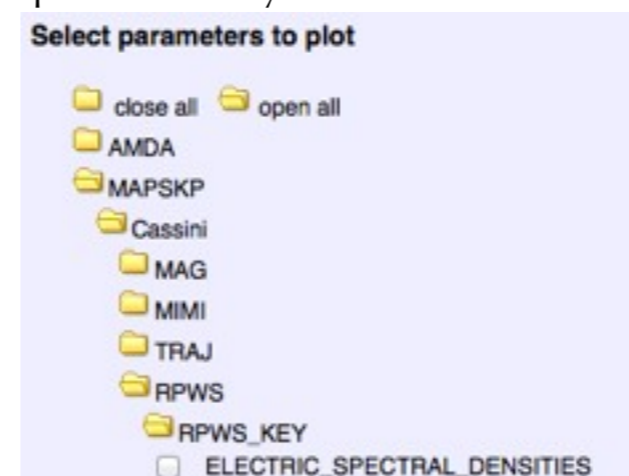 Select parameters to plot
close all open all
AMDA
MAPSKP
Cassini
MAG
MIMI
TRAJ
RPWS
RPWS_KEY
ELECTRIC_SPECTRAL_DENSITIES